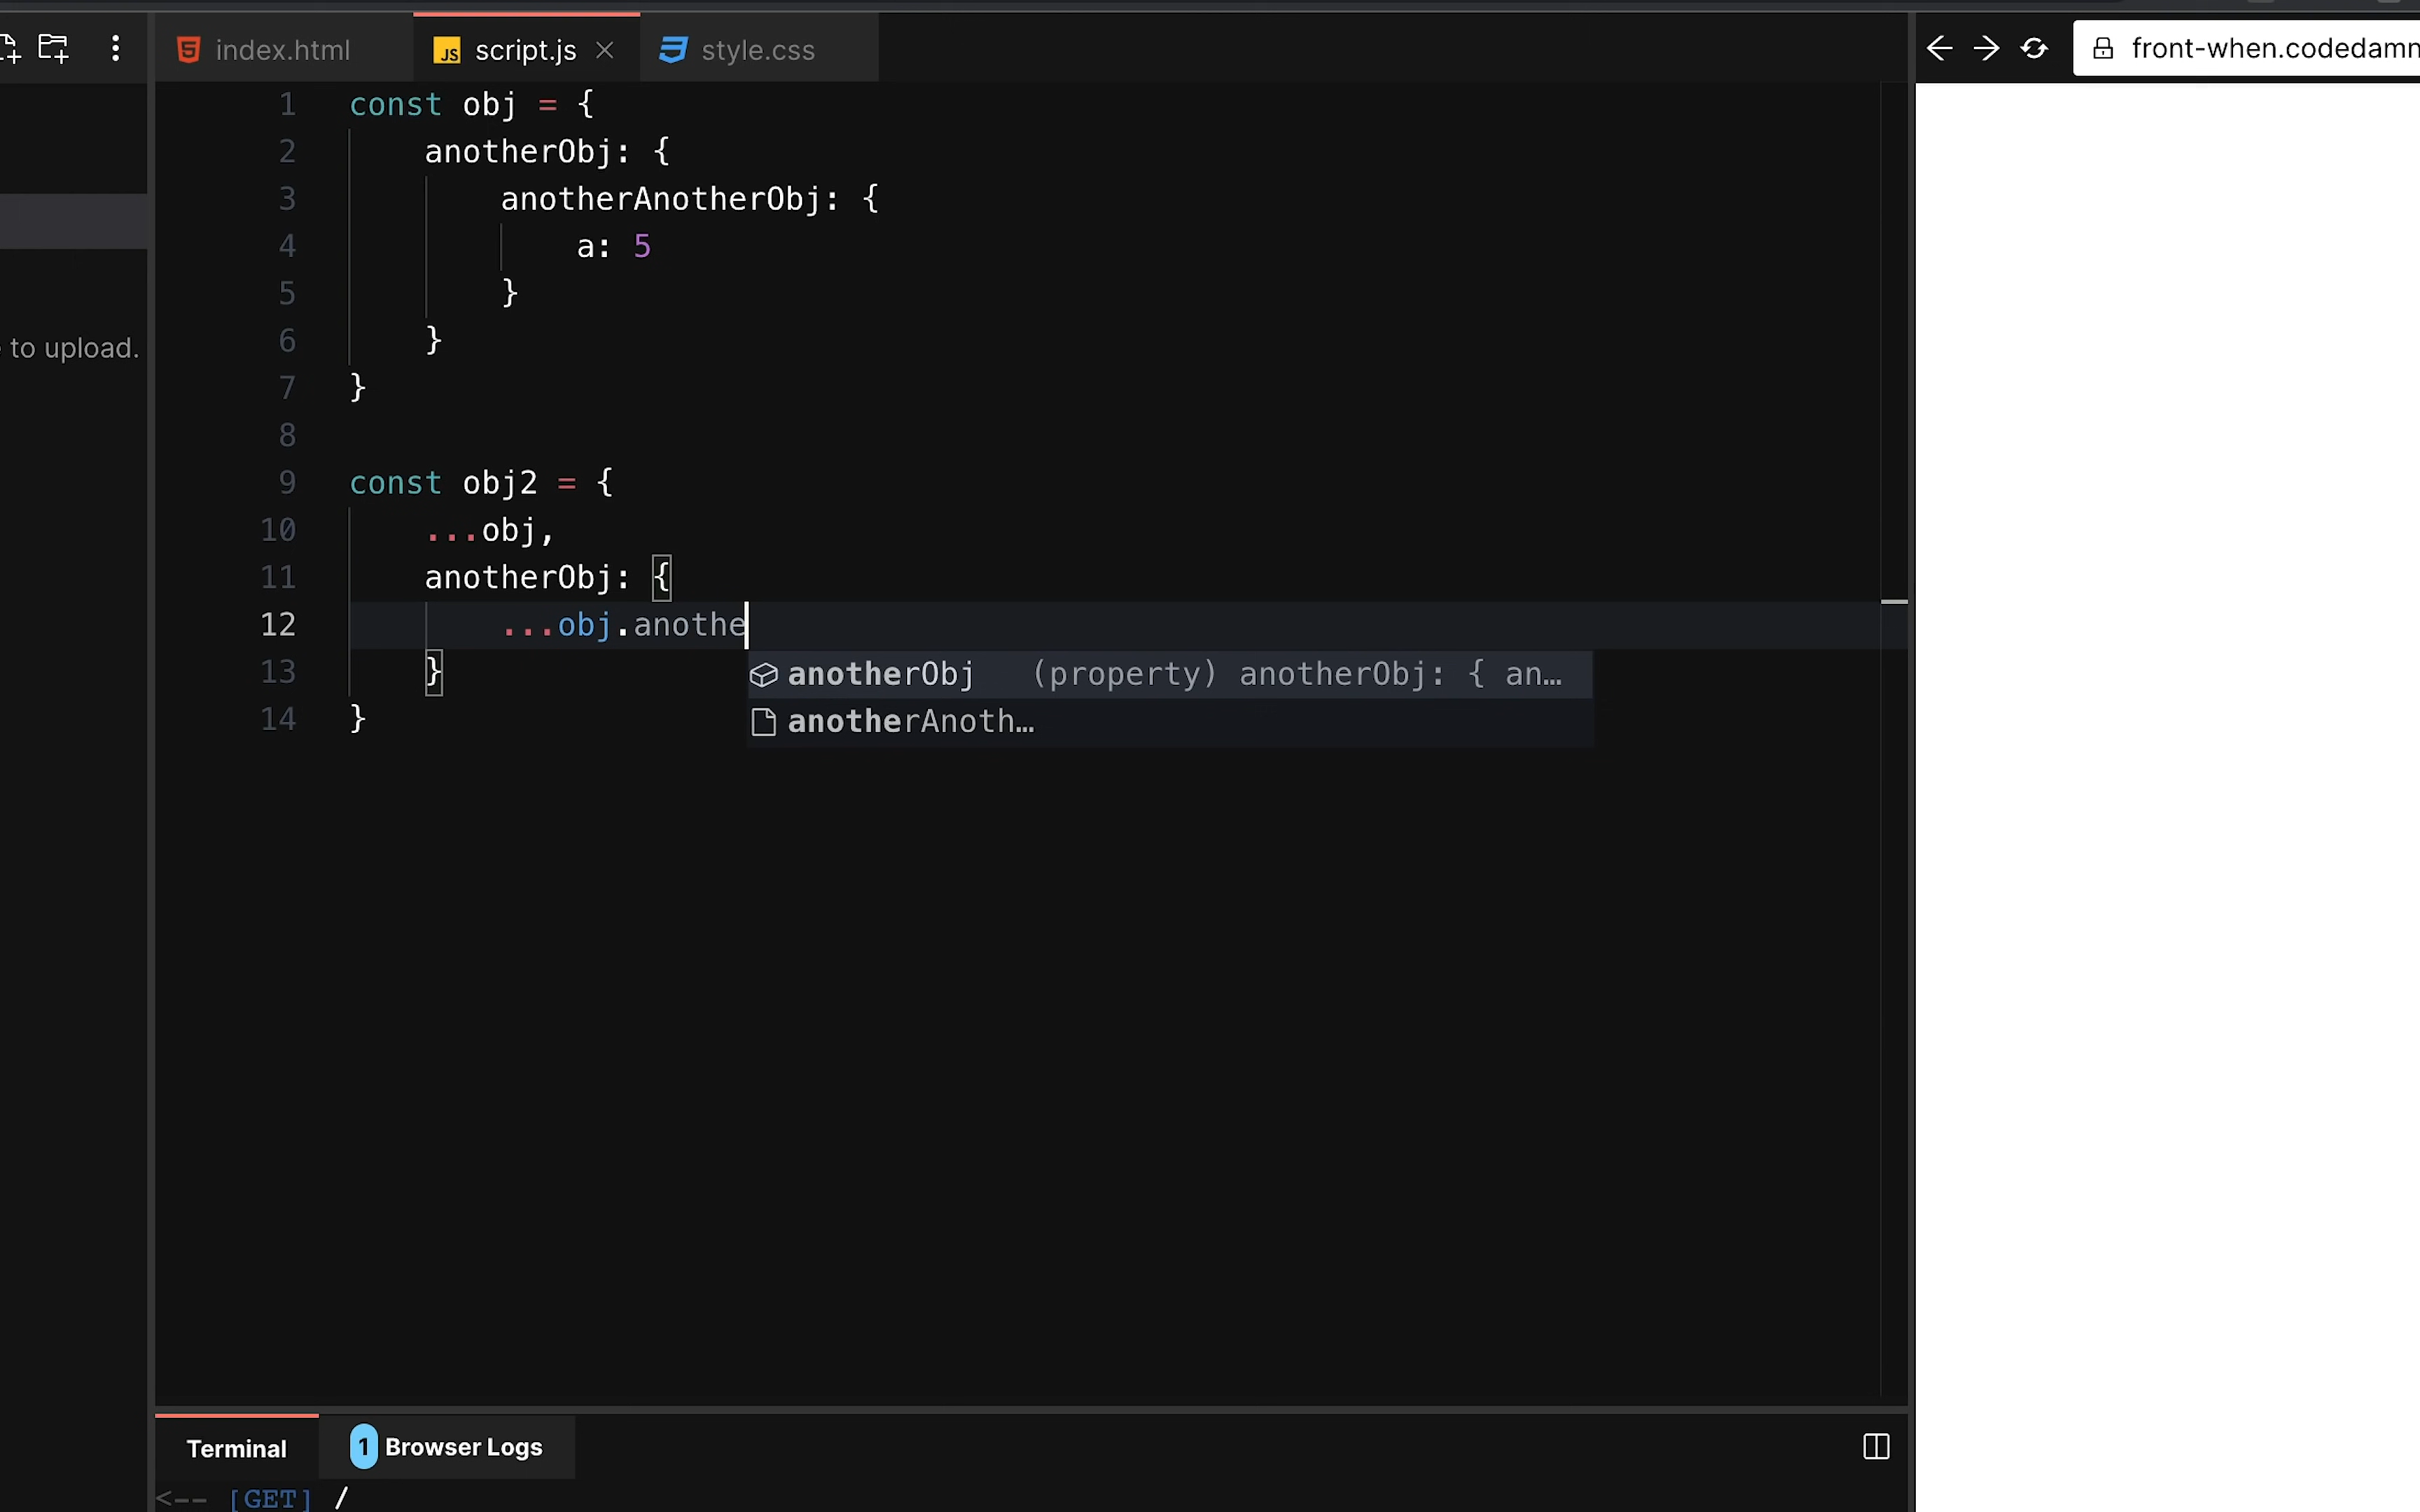 index.html script.js style.css
front-when.codedamn
to upload.
1 const obj = {
2 anotherObj: {
3 anotherAnotherObj: {
4 a: 5
5 }
6 }
7 }
8
9 const obj2 = {
10 ...obj,
11 anotherObj: {
12 ...obj.anothe
anotherObj (property) anotherObj: { an…
13 }
anotherAnoth…
14 }
Terminal 1 Browser Logs
<-- [GET] /